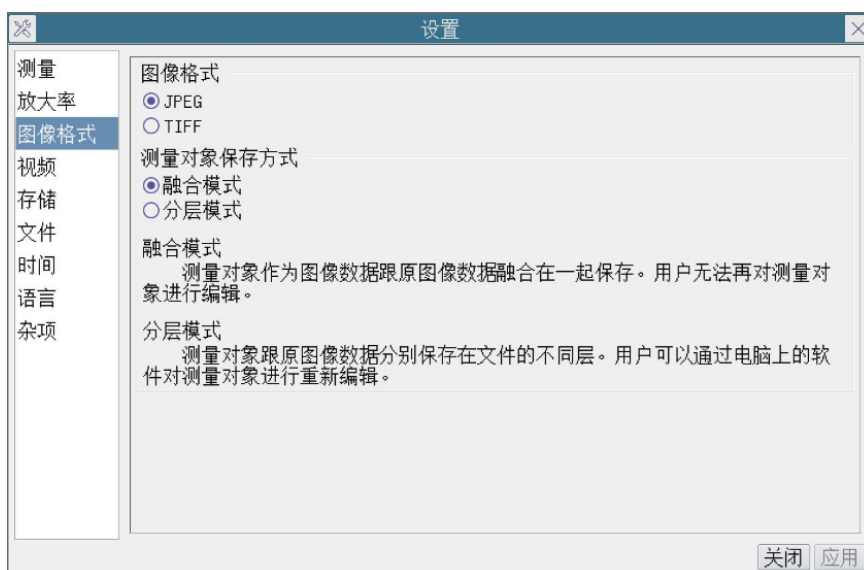 设置
测量
放大率
图像格式
视频
存储
文件
时间
语言
杂项
图像格式
JPEG
TIFF
测量对象保存方式
融合模式
分层模式
融合模式
测量对象作为图像数据跟原图像数据融合在一起保存。用户无法再对测量对
象进行编辑。
分层模式
测量对象跟原图像数据分别保存在文件的不同层。用户可以通过电脑上的软
件对测量对象进行重新编辑。
关闭
应用